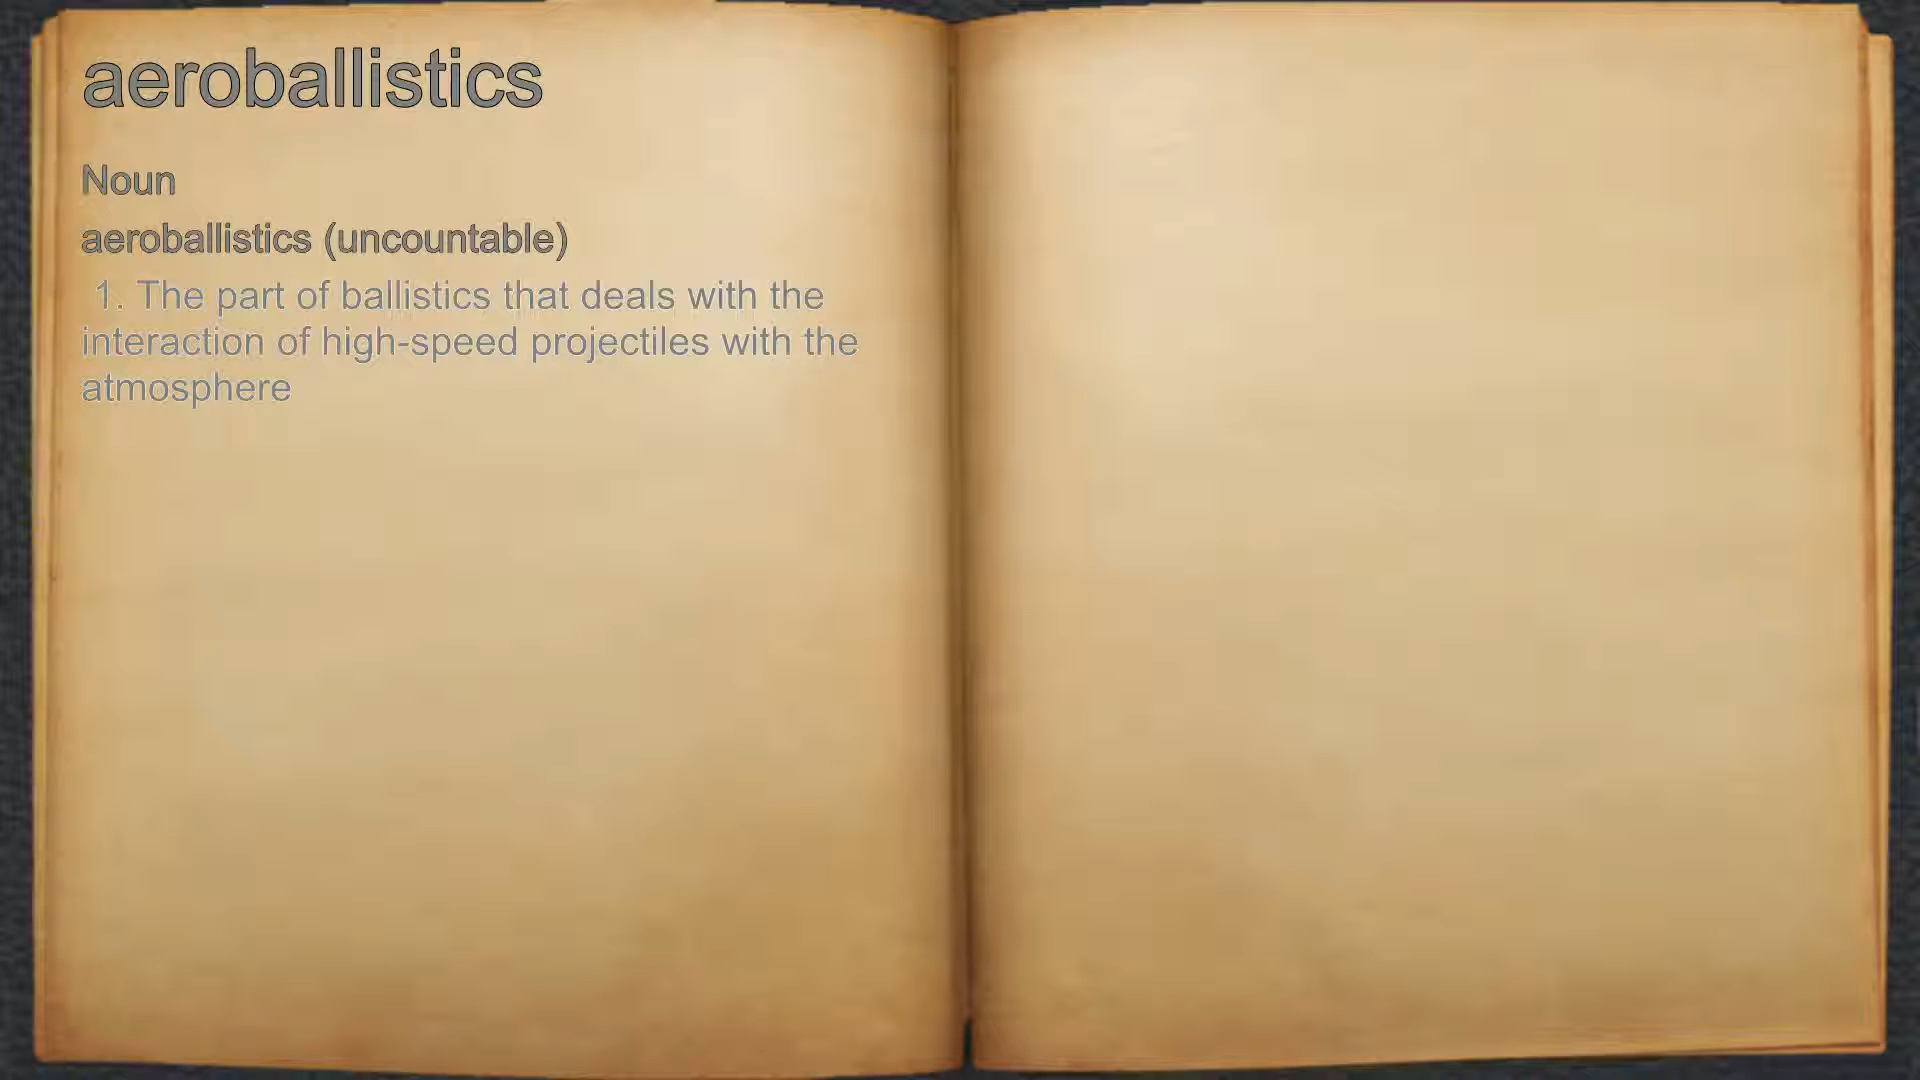 aeroballistics
Noun
aeroballistics (uncountable)
1. The part of ballistics that deals with the
interaction of high-speed projectiles with the
atmosphere